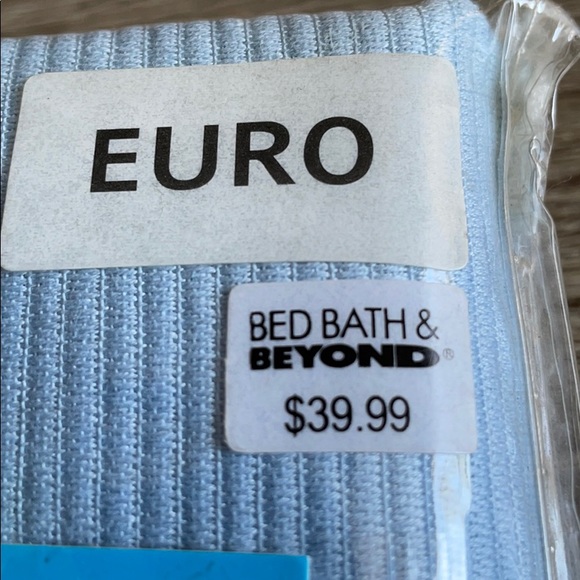 EURO
BED BATH &
BEYOND®
$39.99